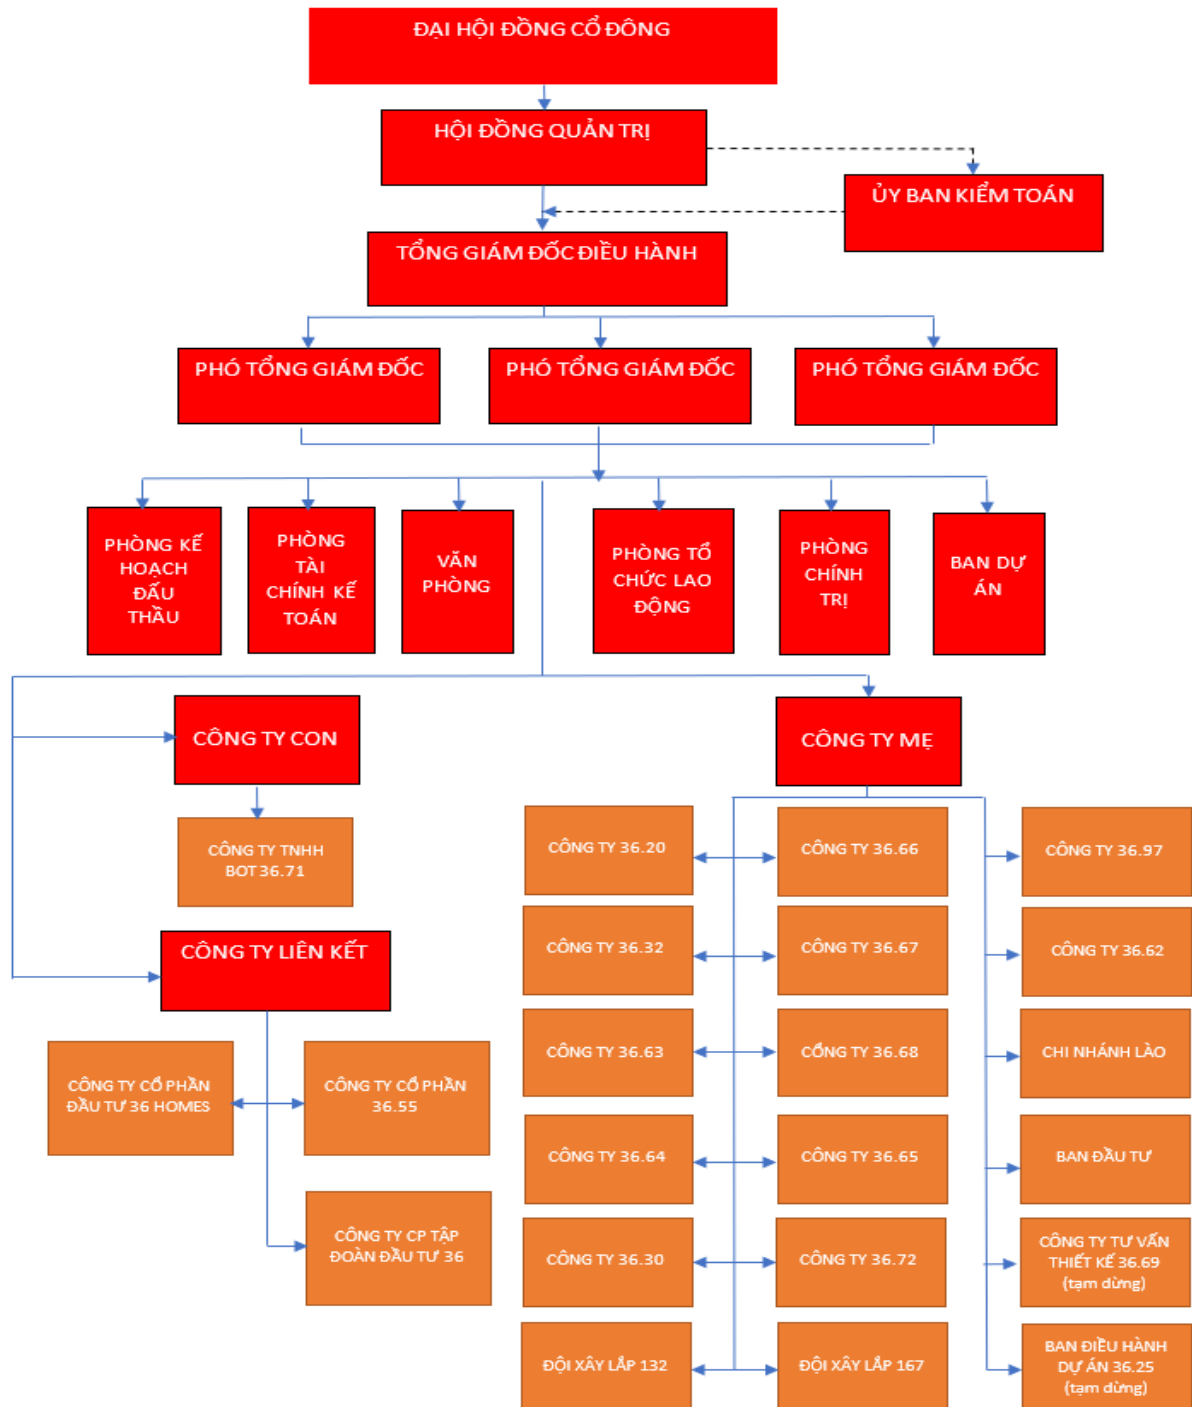 ĐẠI HỘI ĐỒNG CỔ ĐÔNG
HỘI ĐỒNG QUẢN TRỊ
ỦY BAN KIỂM TOÁN
TỔNG GIÁM ĐỐC ĐIỀU HÀNH
PHÓ TỔNG GIÁM ĐỐC
PHÓ TỔNG GIÁM ĐỐC
PHÓ TỔNG GIÁM ĐỐC
PHÒNG KẾ
HOẠCH
ĐẤU
THẦU
PHÒNG
TÀI
CHÍNH KẾ
TOÁN
VĂN
PHÒNG
PHÒNG TỔ
CHỨC LAO
ĐỘNG
PHÒNG
CHÍNH
TRỊ
BAN DỰ
ÁN
CÔNG TY CON
CÔNG TY MẸ
CÔNG TY TNHH
BOT 36.71
CÔNG TY LIÊN KẾT
CÔNG TY CỔ PHẦN
ĐẦU TƯ 36 HOMES
CÔNG TY CỔ PHẦN
36.55
CÔNG TY CP TẬP
ĐOÀN ĐẦU TƯ 36
CÔNG TY 36.20
CÔNG TY 36.66
CÔNG TY 36.97
CÔNG TY 36.32
CÔNG TY 36.67
CÔNG TY 36.62
CÔNG TY 36.63
CỔNG TY 36.68
CHI NHÁNH LÀO
CÔNG TY 36.64
CÔNG TY 36.65
BAN ĐẦU TƯ
CÔNG TY 36.30
CÔNG TY 36.72
CÔNG TY TƯ VẤN
THIẾT KẾ 36.69
(tạm dừng)
ĐỘI XÂY LẮP 132
ĐỘI XÂY LẮP 167
BAN ĐIỀU HÀNH
DỰ ÁN 36.25
(tạm dừng)